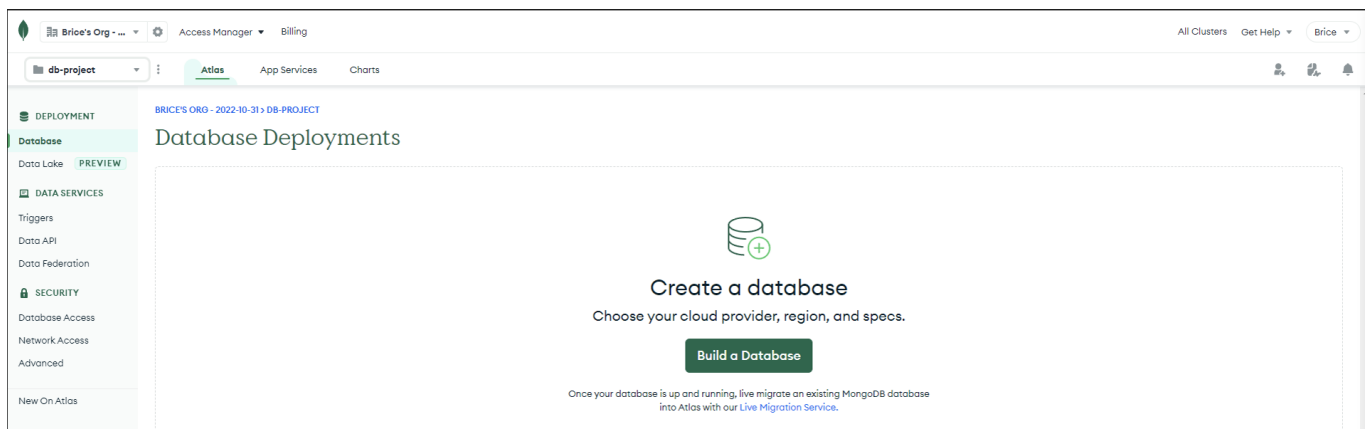 Brice's Org - ... Access Manager Billing All Clusters Get Help Brice
db-project Atlas App Services Charts
BRICE'S ORG - 2022-10-31 > DB-PROJECT
Database Deployments
DEPLOYMENT
Database
Data Lake PREVIEW
DATA SERVICES
Triggers
Data API
Data Federation
SECURITY
Database Access
Network Access
Advanced
New On Atlas
Create a database
Choose your cloud provider, region, and specs.
Build a Database
Once your database is up and running, live migrate an existing MongoDB database
into Atlas with our Live Migration Service.